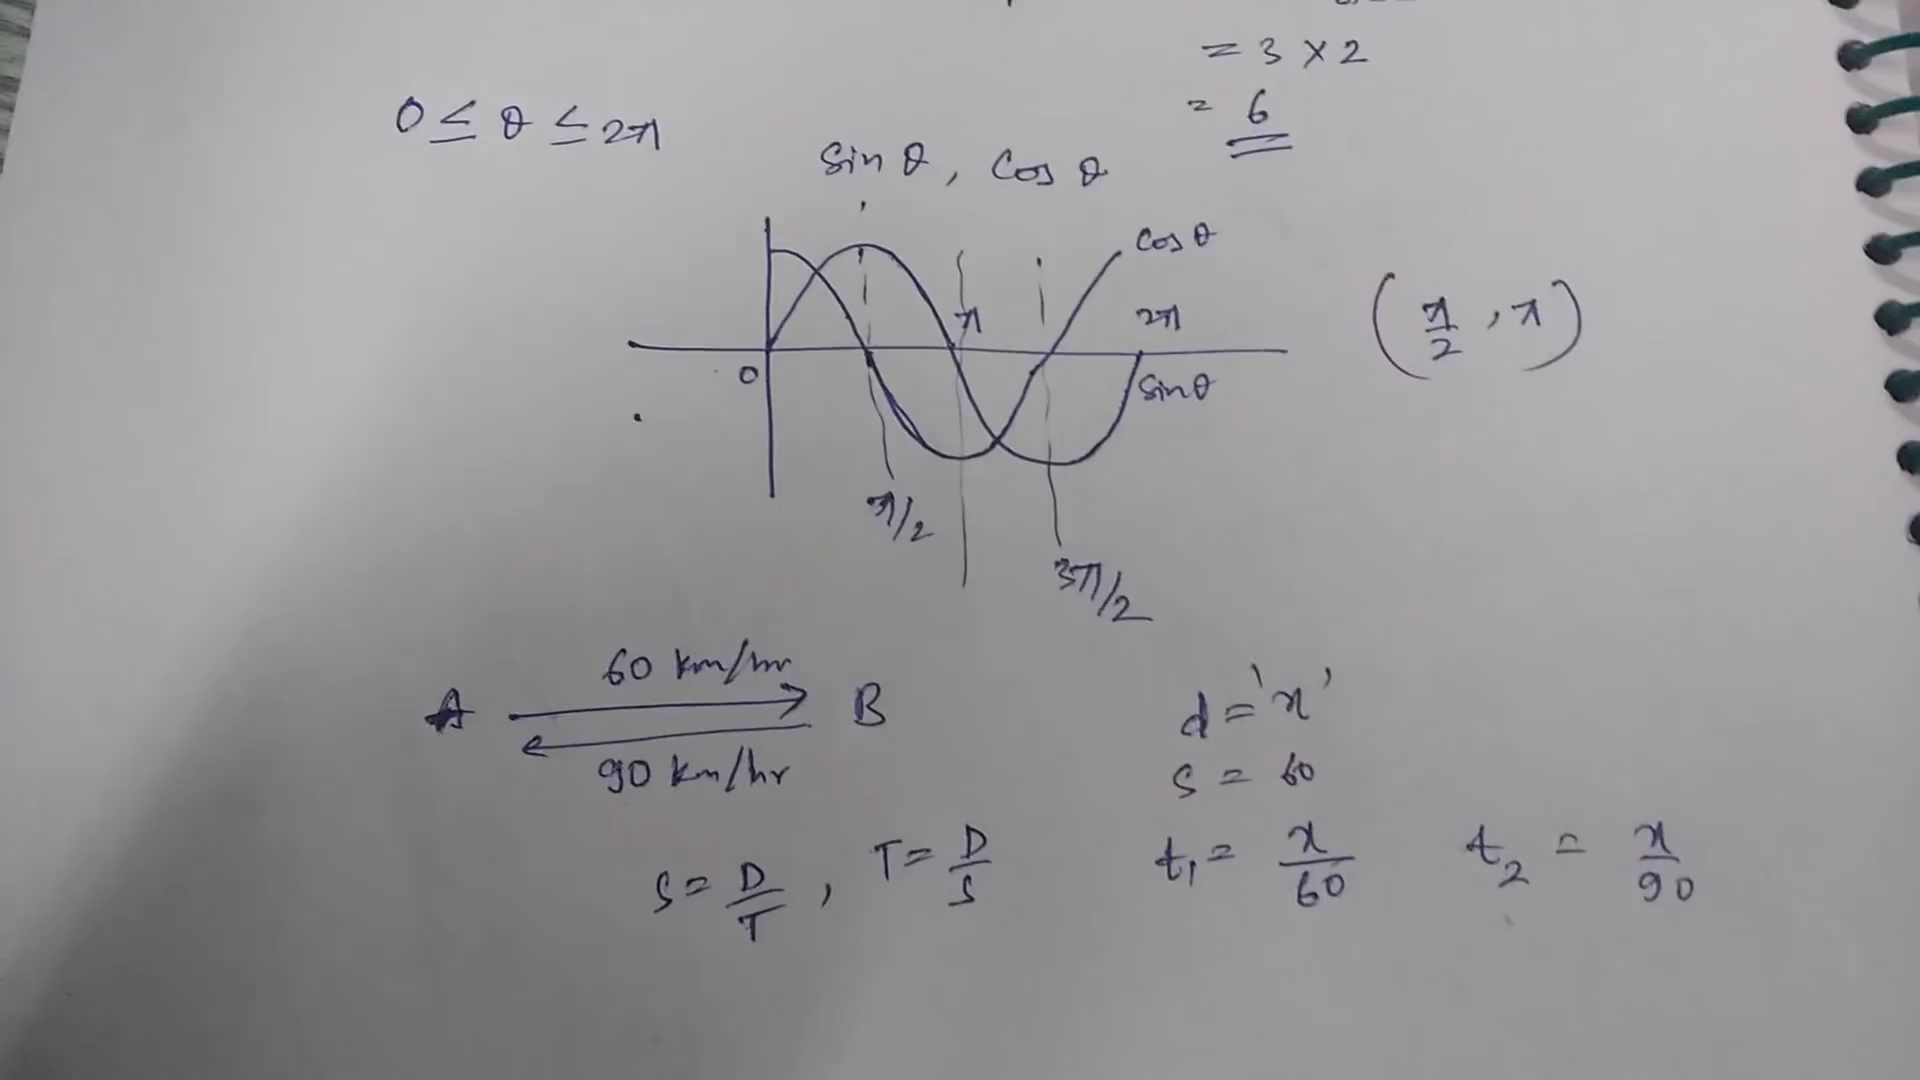 = 3 × 2
= 6
0 ≤ θ ≤ 2π
sin θ, cos θ
cos θ
π
2π
(π/2, π)
0
sin θ
π/2
3π/2
60 km/hr
A
B
d = 'x'
90 km/hr
s = 60
S = D/T, T = D/S
t₁ = x/60
t₂ = x/90